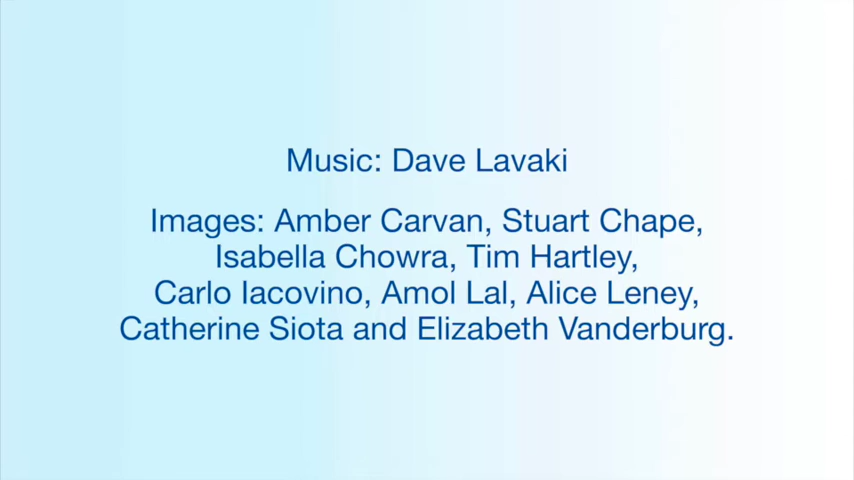 Music: Dave Lavaki
Images: Amber Carvan, Stuart Chape,
Isabella Chowra, Tim Hartley,
Carlo Iacovino, Amol Lal, Alice Leney,
Catherine Siota and Elizabeth Vanderburg.